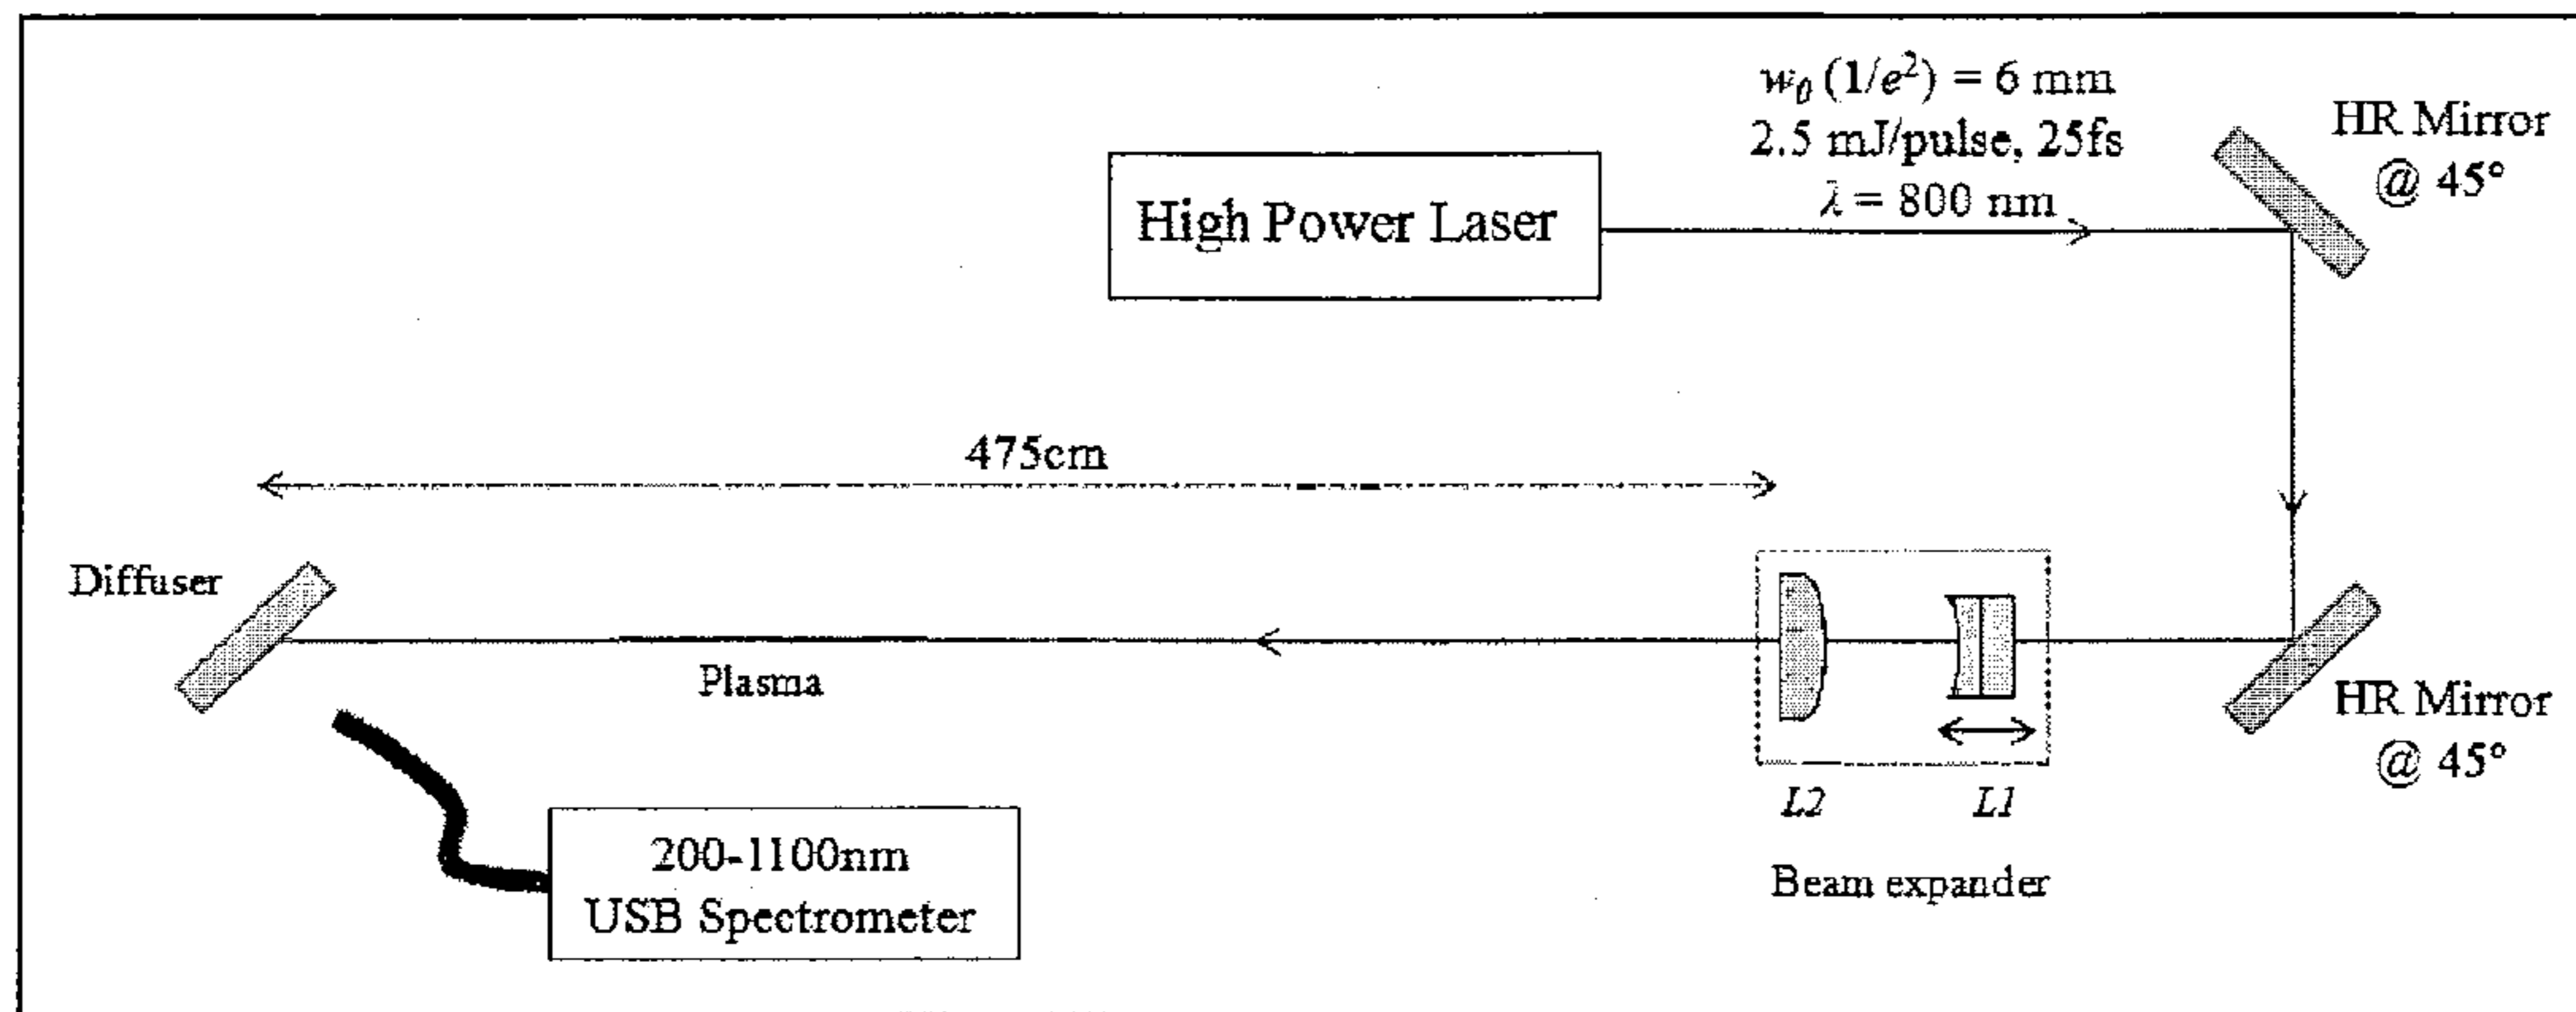 w₀ (1/e²) = 6 mm
2.5 mJ/pulse, 25fs
λ = 800 nm
HR Mirror
@ 45°
High Power Laser
475cm
Diffuser
Plasma
HR Mirror
@ 45°
L2 L1
Beam expander
200-1100nm
USB Spectrometer